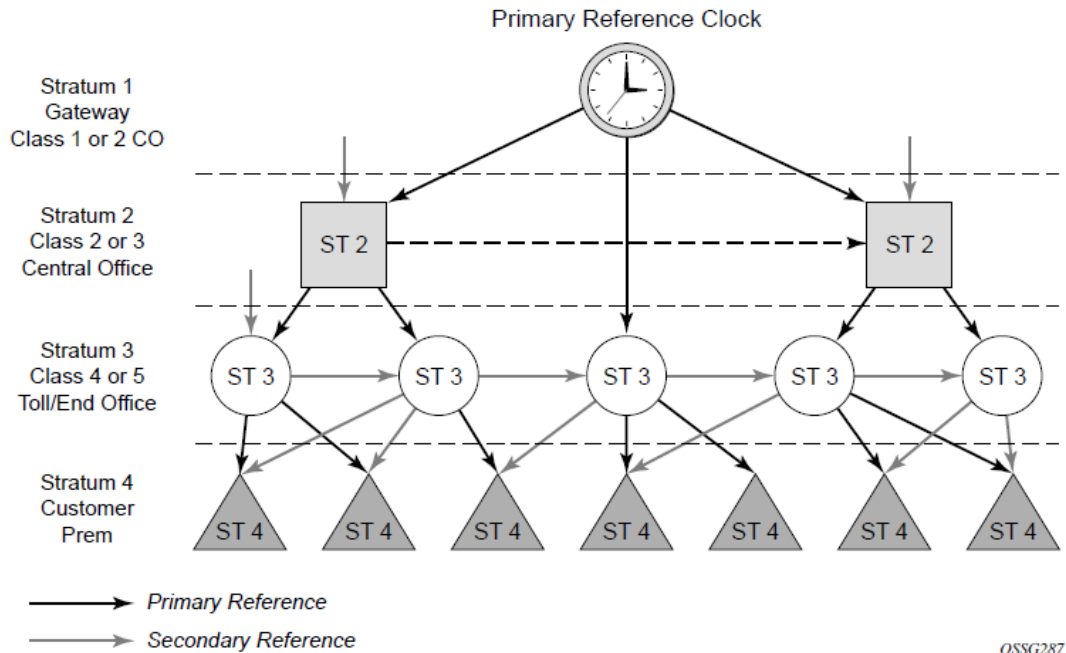 Primary Reference Clock
Stratum 1
Gateway
Class 1 or 2 CO
Stratum 2
Class 2 or 3
Central Office
ST 2
ST 2
Stratum 3
Class 4 or 5
Toll/End Office
ST 3
ST 3
ST 3
ST 3
ST 3
Stratum 4
Customer
Prem
ST 4
ST 4
ST 4
ST 4
ST 4
ST 4
ST 4
Primary Reference
Secondary Reference
OSSG287